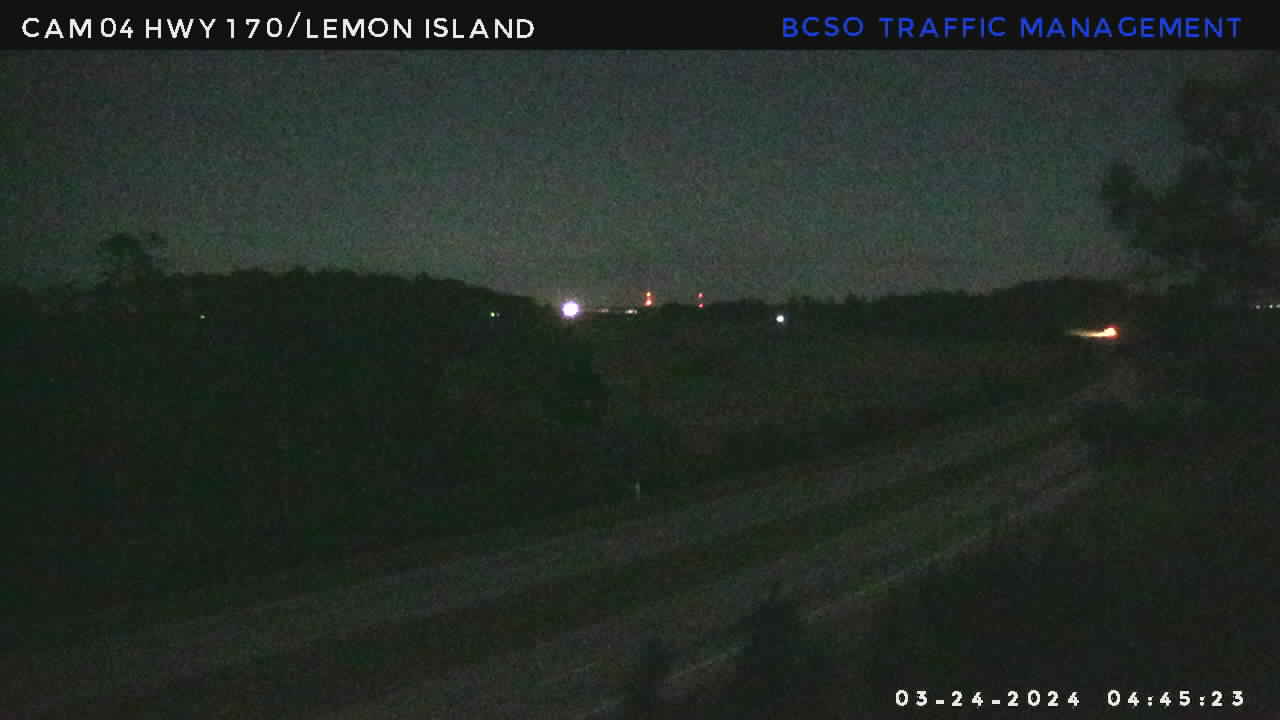 CAM04 HWY 170/LEMON ISLAND
BCSO TRAFFIC MANAGEMENT
03-24-2024 04:45:23